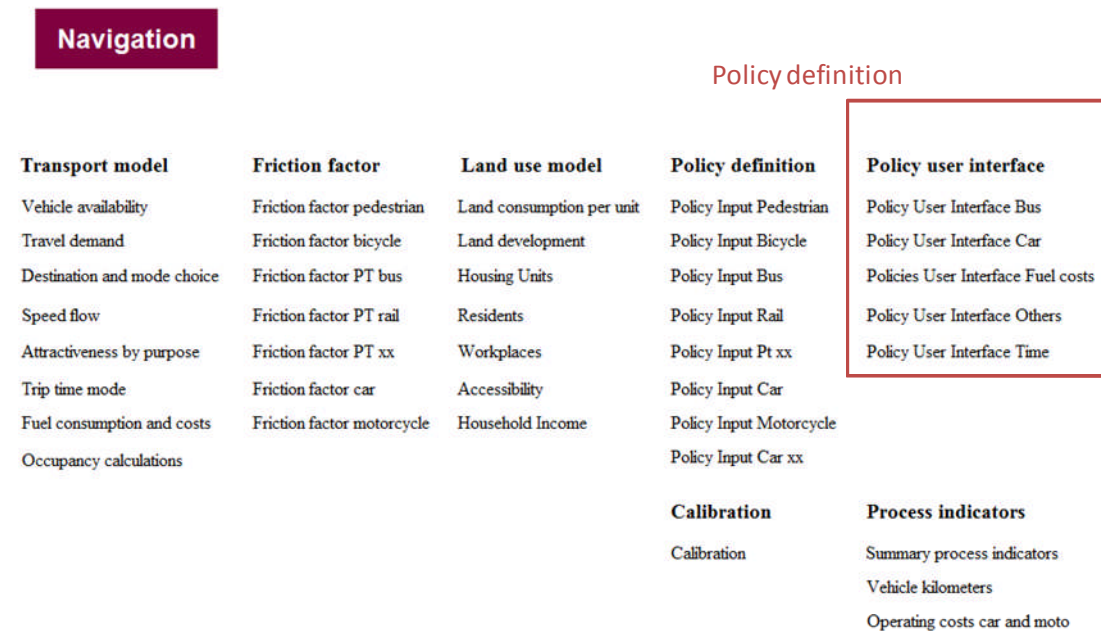 Navigation
Policy definition
Transport model
Vehicle availability
Travel demand
Destination and mode choice
Speed flow
Attractiveness by purpose
Trip time mode
Fuel consumption and costs
Occupancy calculations
Friction factor
Friction factor pedestrian
Friction factor bicycle
Friction factor PT bus
Friction factor PT rail
Friction factor PT xx
Friction factor car
Friction factor motorcycle
Land use model
Land consumption per unit
Land development
Housing Units
Residents
Workplaces
Accessibility
Household Income
Policy definition
Policy Input Pedestrian
Policy Input Bicycle
Policy Input Bus
Policy Input Rail
Policy Input Pt xx
Policy Input Car
Policy Input Motorcycle
Policy Input Car xx
Policy user interface
Policy User Interface Bus
Policy User Interface Car
Policies User Interface Fuel costs
Policy User Interface Others
Policy User Interface Time
Calibration
Calibration
Process indicators
Summary process indicators
Vehicle kilometers
Operating costs car and moto